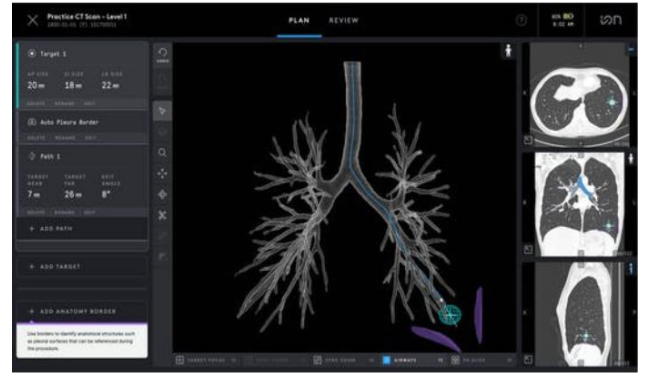 Practice CT Scan - Level 1
PLAN
REVIEW
Target 1
AP SIZE
SI SIZE
LR SIZE
20 mm
18 mm
22 mm
DELETE RENAME EDIT
Auto Pleura Border
DELETE RENAME EDIT
Path 1
TARGET NEAR
TARGET FAR
EXIT ANGLE
7 mm
26 mm
8°
DELETE RENAME EDIT
+ ADD PATH
+ ADD TARGET
+ ADD ANATOMY BORDER
Use borders to identify anatomical structures such
as pleural surfaces that can be referenced during
the procedure.
TARGET FOCUS
SYNC ZOOM
AIRWAYS